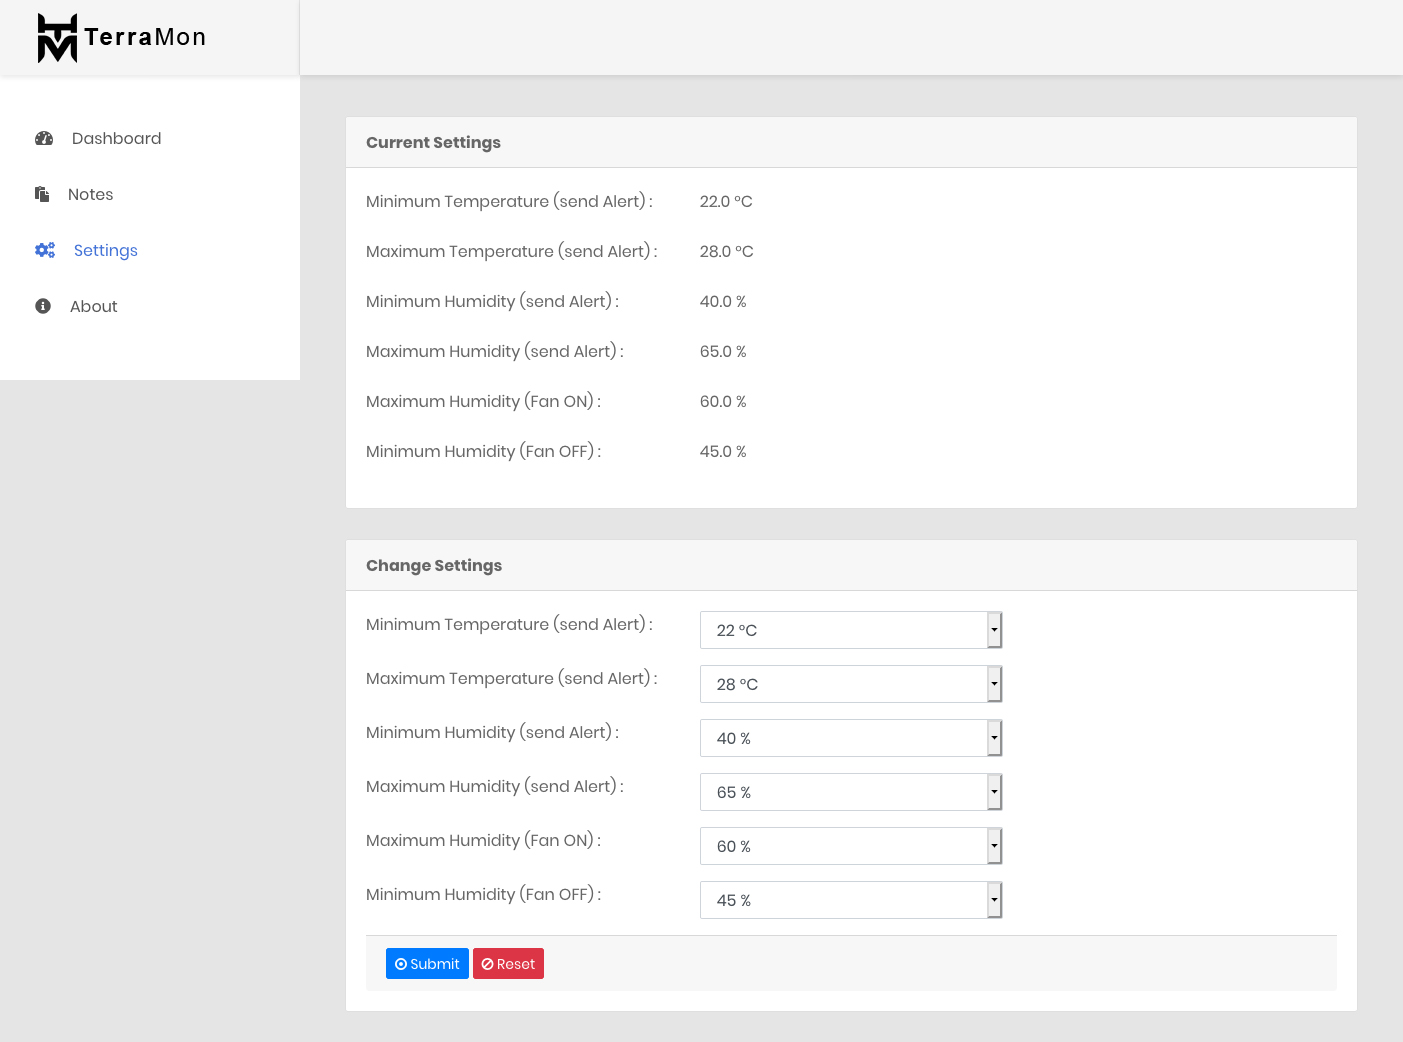 TerraMon
Dashboard
Notes
Settings
About
Current Settings
Minimum Temperature (send Alert) : 22.0 °C
Maximum Temperature (send Alert) : 28.0 °C
Minimum Humidity (send Alert) : 40.0 %
Maximum Humidity (send Alert) : 65.0 %
Maximum Humidity (Fan ON) : 60.0 %
Minimum Humidity (Fan OFF) : 45.0 %
Change Settings
Minimum Temperature (send Alert) : 22 °C
Maximum Temperature (send Alert) : 28 °C
Minimum Humidity (send Alert) : 40 %
Maximum Humidity (send Alert) : 65 %
Maximum Humidity (Fan ON) : 60 %
Minimum Humidity (Fan OFF) : 45 %
Submit Reset